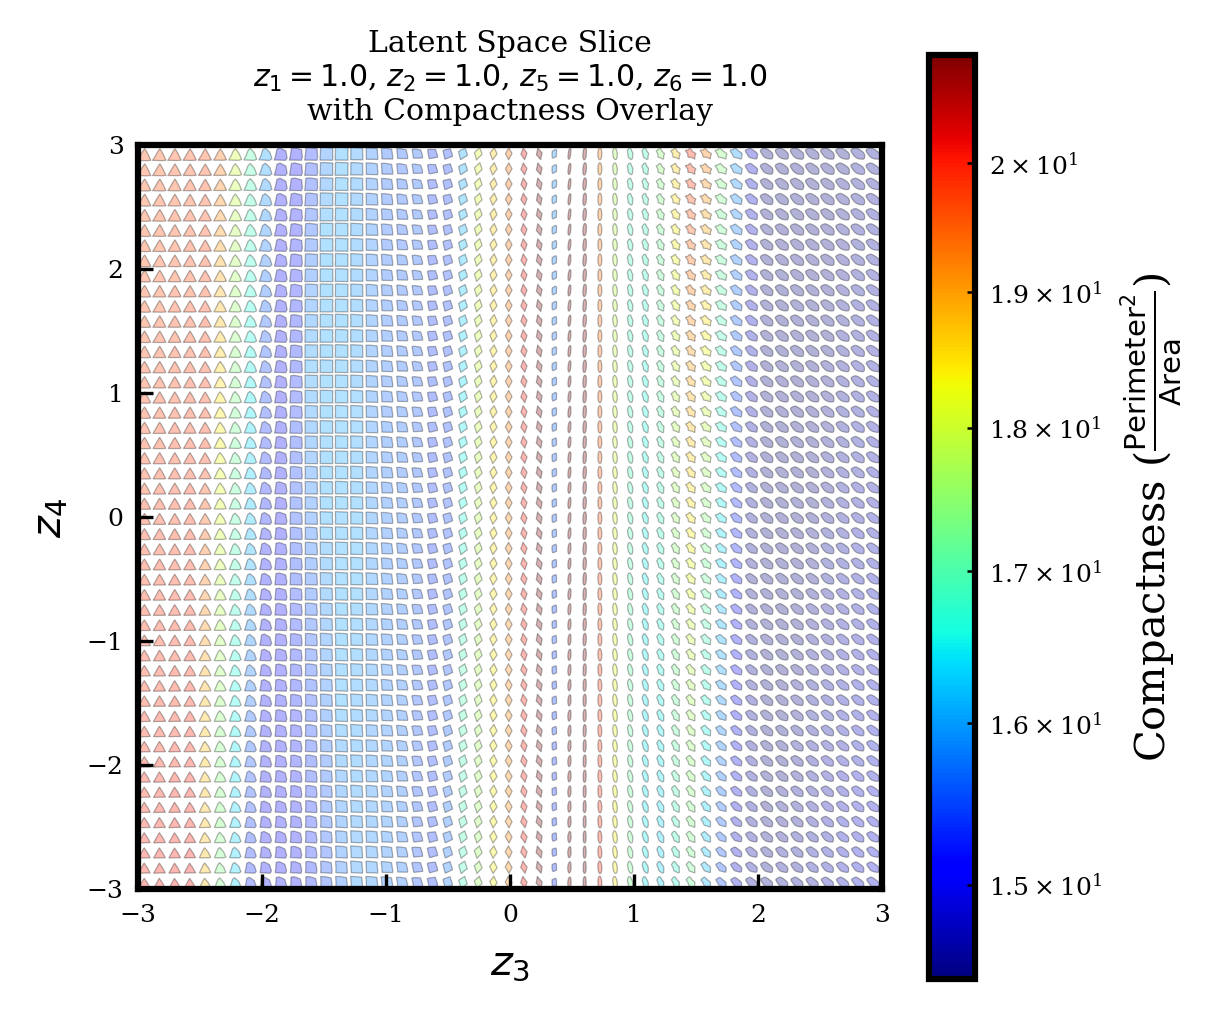 Latent Space Slice
z₁ = 1.0, z₂ = 1.0, z₅ = 1.0, z₆ = 1.0
with Compactness Overlay
3
2
1
0
−1
−2
−3
z₄
−3
−2
−1
0
1
2
3
z₃
2 × 10¹
1.9 × 10¹
1.8 × 10¹
1.7 × 10¹
1.6 × 10¹
1.5 × 10¹
Compactness (Perimeter²/Area)